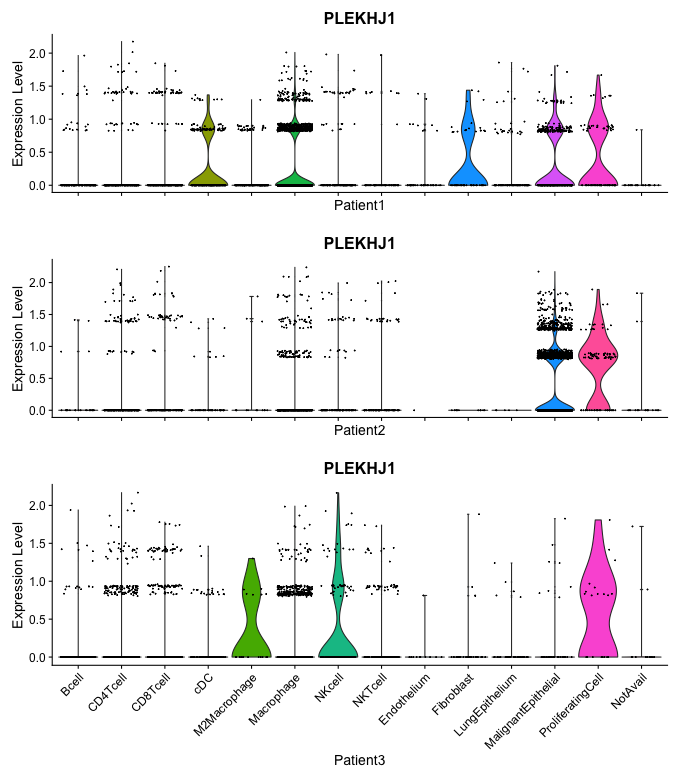 PLEKHJ1
Expression Level
2.0
1.5
1.0
0.5
0.0
Patient1
PLEKHJ1
Expression Level
2.0
1.5
1.0
0.5
0.0
Patient2
PLEKHJ1
Expression Level
2.0
1.5
1.0
0.5
0.0
Bcell
CD4Tcell
CD8Tcell
cDC
M2Macrophage
Macrophage
NKcell
NKTcell
Endothelium
Fibroblast
LungEpithelium
MalignantEpithelial
ProliferatingCell
NotAvail
Patient3